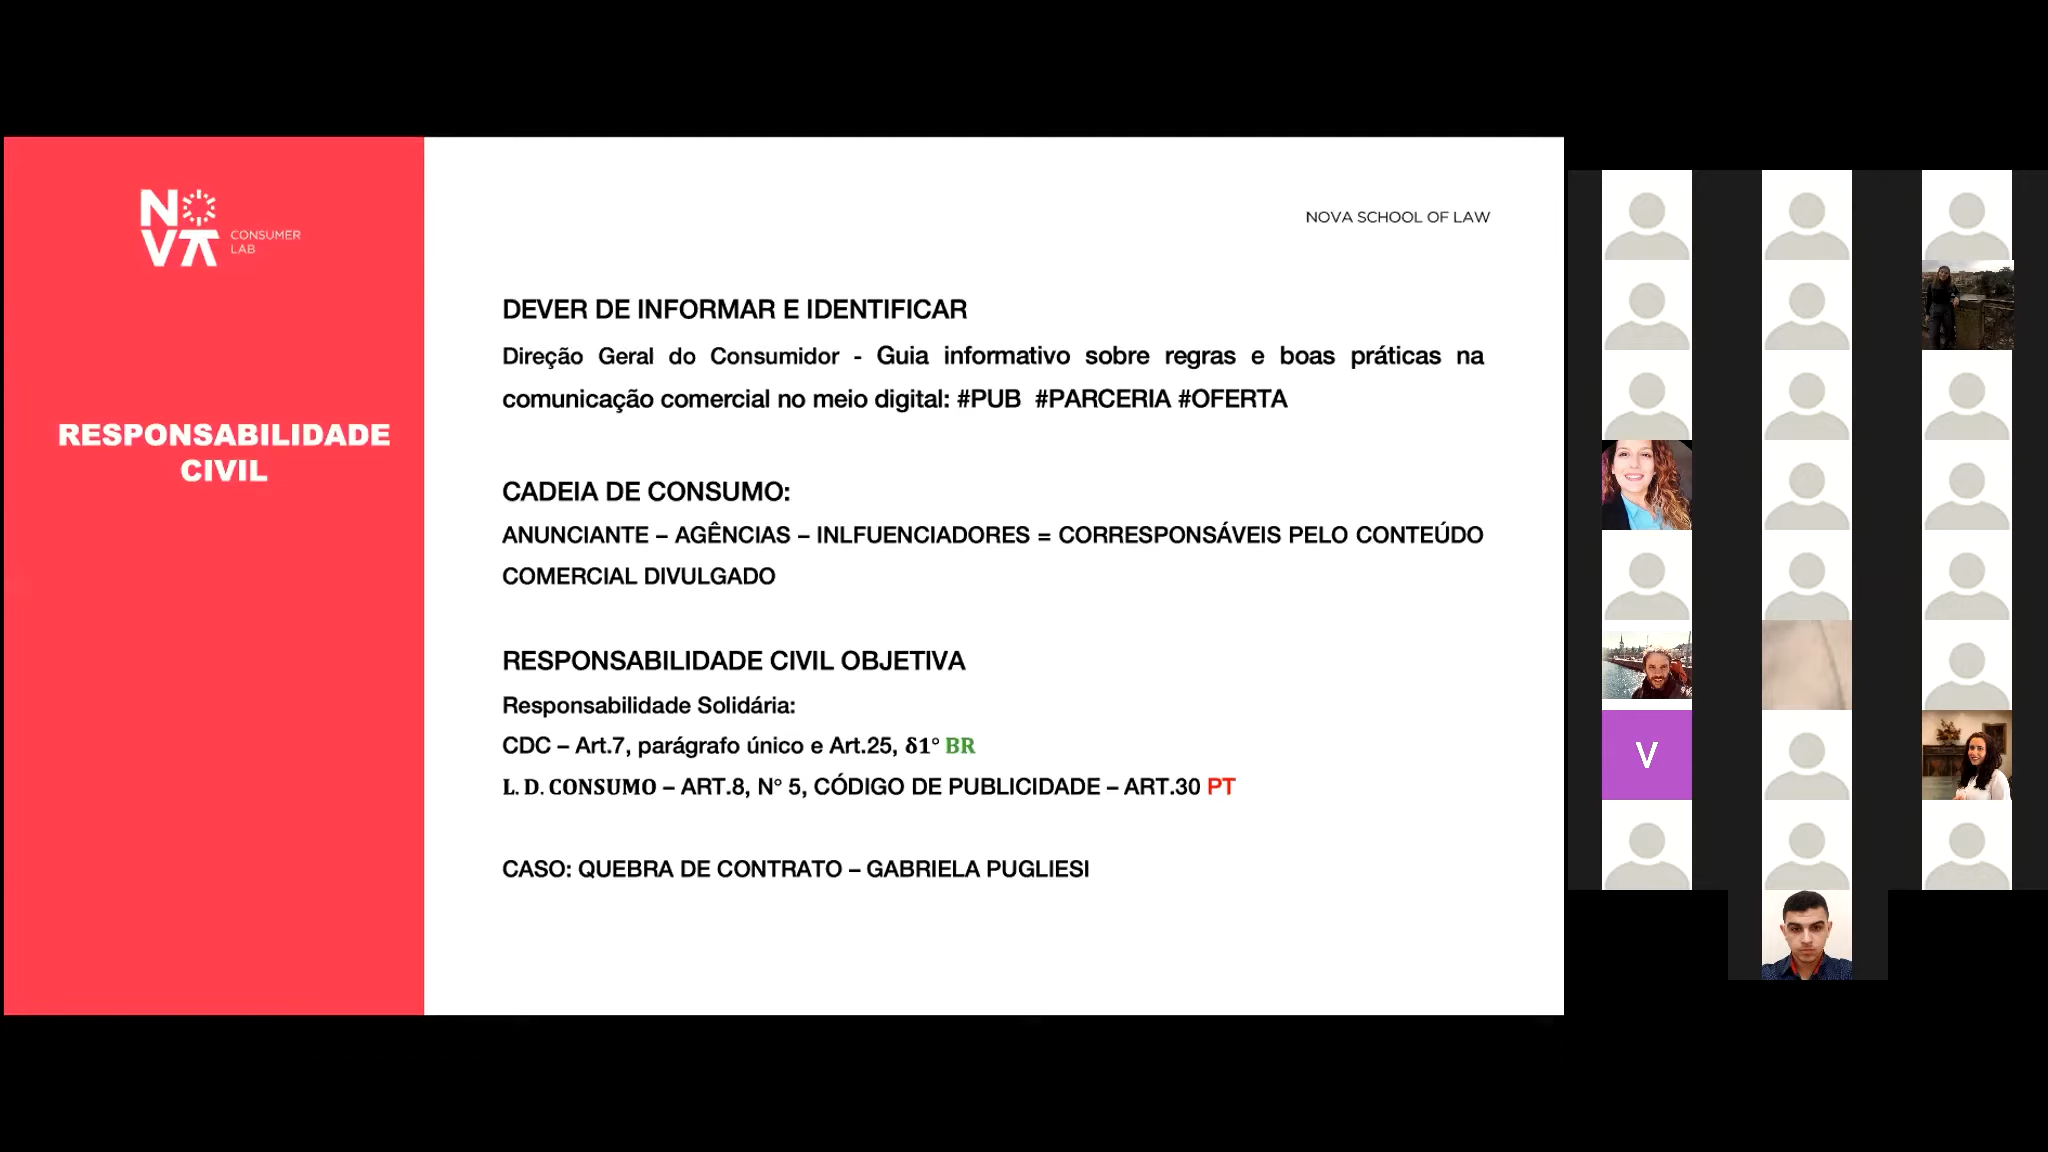 NOVA
CONSUMER
LAB
NOVA SCHOOL OF LAW
RESPONSABILIDADE
CIVIL
DEVER DE INFORMAR E IDENTIFICAR
Direção Geral do Consumidor - Guia informativo sobre regras e boas práticas na
comunicação comercial no meio digital: #PUB #PARCERIA #OFERTA
CADEIA DE CONSUMO:
ANUNCIANTE – AGÊNCIAS – INLFUENCIADORES = CORRESPONSÁVEIS PELO CONTEÚDO
COMERCIAL DIVULGADO
RESPONSABILIDADE CIVIL OBJETIVA
Responsabilidade Solidária:
CDC – Art.7, parágrafo único e Art.25, δ1° BR
L. D. CONSUMO – ART.8, N° 5, CÓDIGO DE PUBLICIDADE – ART.30 PT
CASO: QUEBRA DE CONTRATO – GABRIELA PUGLIESI
V